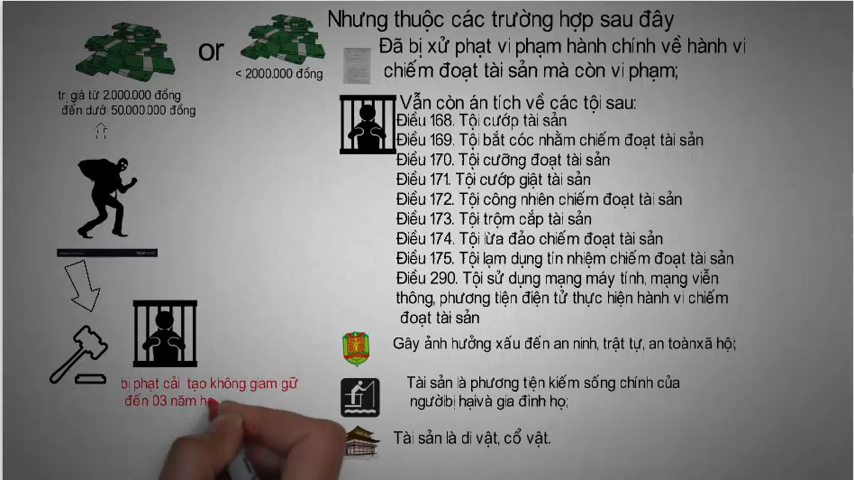 Nhưng thuộc các trường hợp sau đây
or
trị gá từ 2.000.000 đồng
đến dướ 50.000.000 đồng
< 2000.000 đồng
Đã bị xử phạt vi phạm hành chính về hành vi
chiếm đoạt tài sản mà còn vi phạm;
Vẫn còn án tích về các tội sau:
Điều 168. Tội cướp tài sản
Điều 169. Tội bắt cóc nhằm chiếm đoạt tài sản
Điều 170. Tội cưỡng đoạt tài sản
Điều 171. Tội cướp giật tài sản
Điều 172. Tội công nhiên chiếm đoạt tài sản
Điều 173. Tội trộm cắp tài sản
Điều 174. Tội lừa đảo chiếm đoạt tài sản
Điều 175. Tội lạm dụng tín nhiệm chiếm đoạt tài sản
Điều 290. Tội sử dụng mạng máy tính, mạng viễn
thông, phương tiện điện tử thực hiện hành vi chiếm
đoạt tài sản
Gây ảnh hưởng xấu đến an ninh, trật tự, an toànxã hộ;
Tài sản là phương tiện kiếm sống chính của
ngườibị hạivà gia đình họ;
Tài sản là di vật, cổ vật.
bị phạt cải tạo không giam gữ
đến 03 năm ho